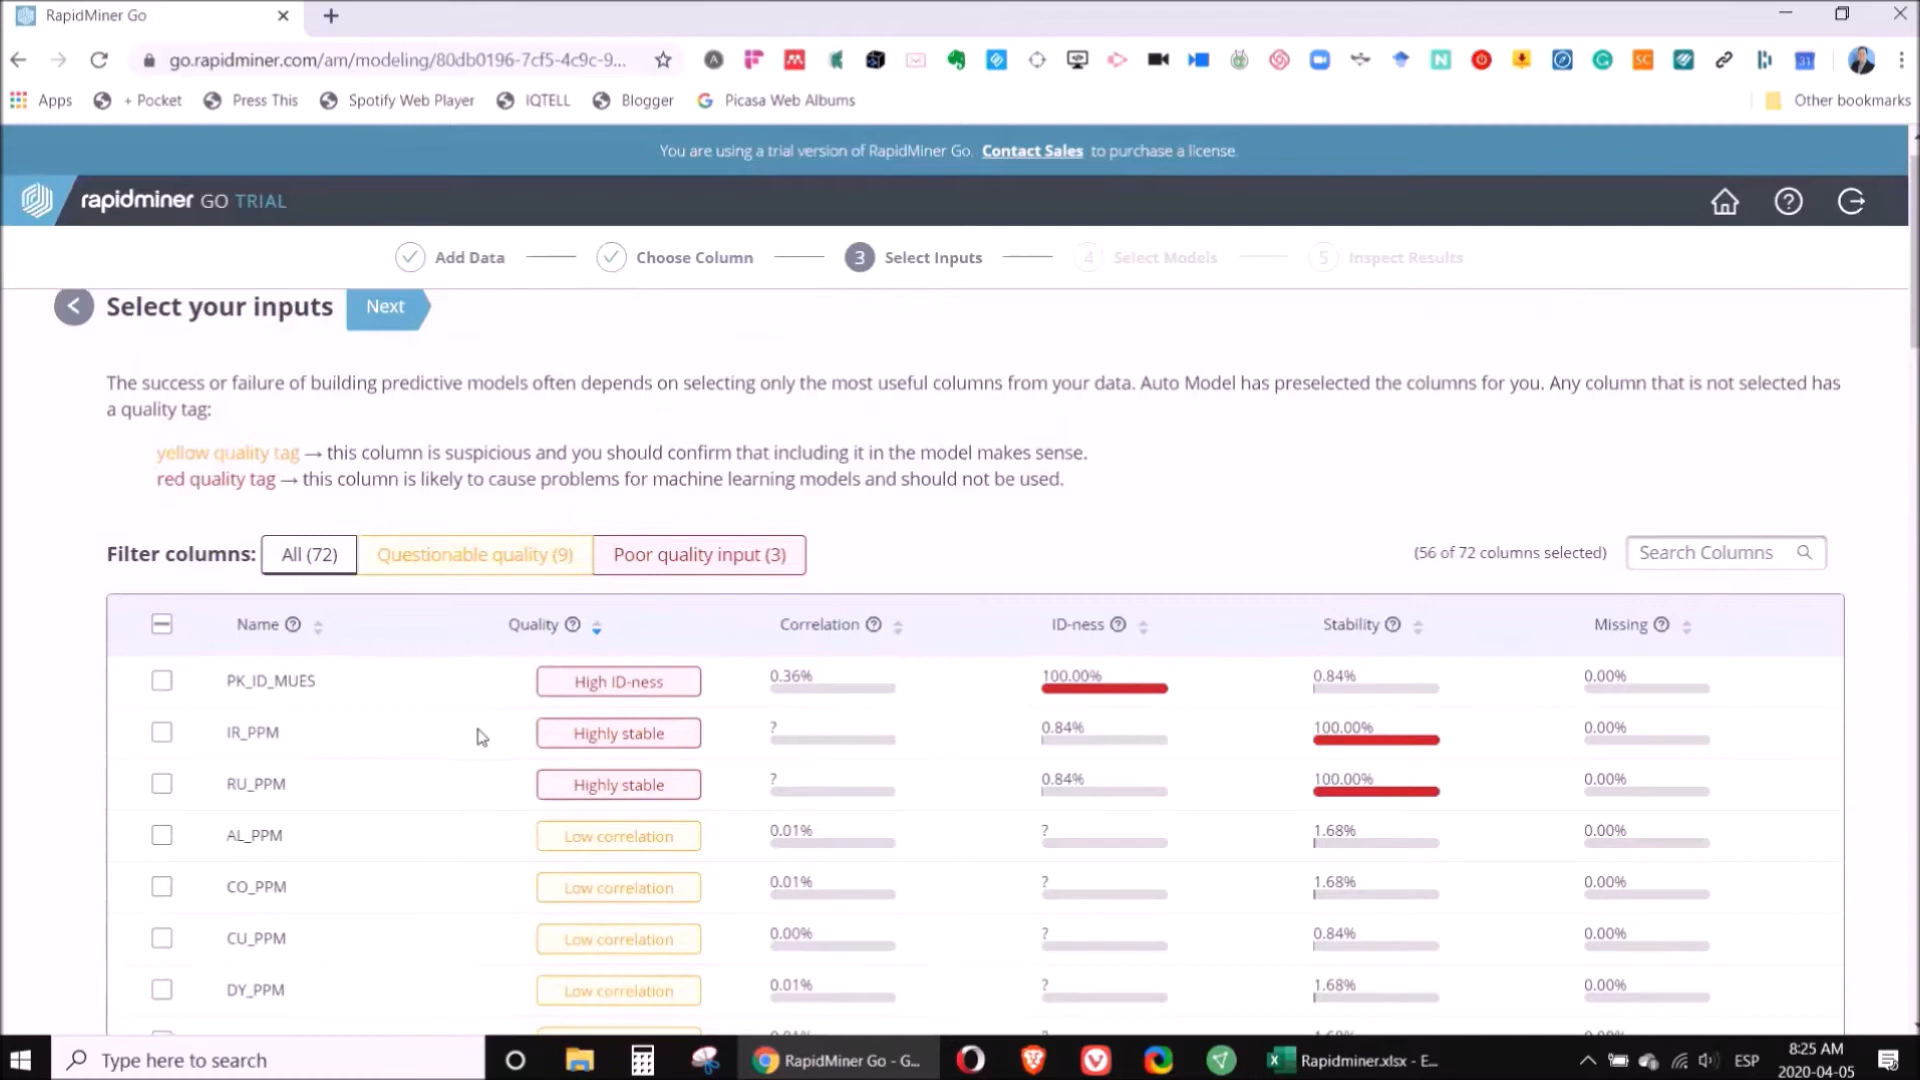 RapidMiner Go
go.rapidminer.com/am/modeling/80db0196-7cf5-4c9c-9...
Apps + Pocket Press This Spotify Web Player IQTELL Blogger Picasa Web Albums Other bookmarks
You are using a trial version of RapidMiner Go. Contact Sales to purchase a license.
rapidminer GO TRIAL
Add Data Choose Column 3 Select Inputs 4 Select Models 5 Inspect Results
Select your inputs Next
The success or failure of building predictive models often depends on selecting only the most useful columns from your data. Auto Model has preselected the columns for you. Any column that is not selected has
a quality tag:
yellow quality tag → this column is suspicious and you should confirm that including it in the model makes sense.
red quality tag → this column is likely to cause problems for machine learning models and should not be used.
Filter columns: All (72) Questionable quality (9) Poor quality input (3) (56 of 72 columns selected) Search Columns
Name Quality Correlation ID-ness Stability Missing
PK_ID_MUES High ID-ness 0.36% 100.00% 0.84% 0.00%
IR_PPM Highly stable ? 0.84% 100.00% 0.00%
RU_PPM Highly stable ? 0.84% 100.00% 0.00%
AL_PPM Low correlation 0.01% ? 1.68% 0.00%
CO_PPM Low correlation 0.01% ? 1.68% 0.00%
CU_PPM Low correlation 0.00% ? 0.84% 0.00%
DY_PPM Low correlation 0.01% ? 1.68% 0.00%
Type here to search RapidMiner Go - G... Rapidminer.xlsx - E... ESP 8:25 AM
2020-04-05